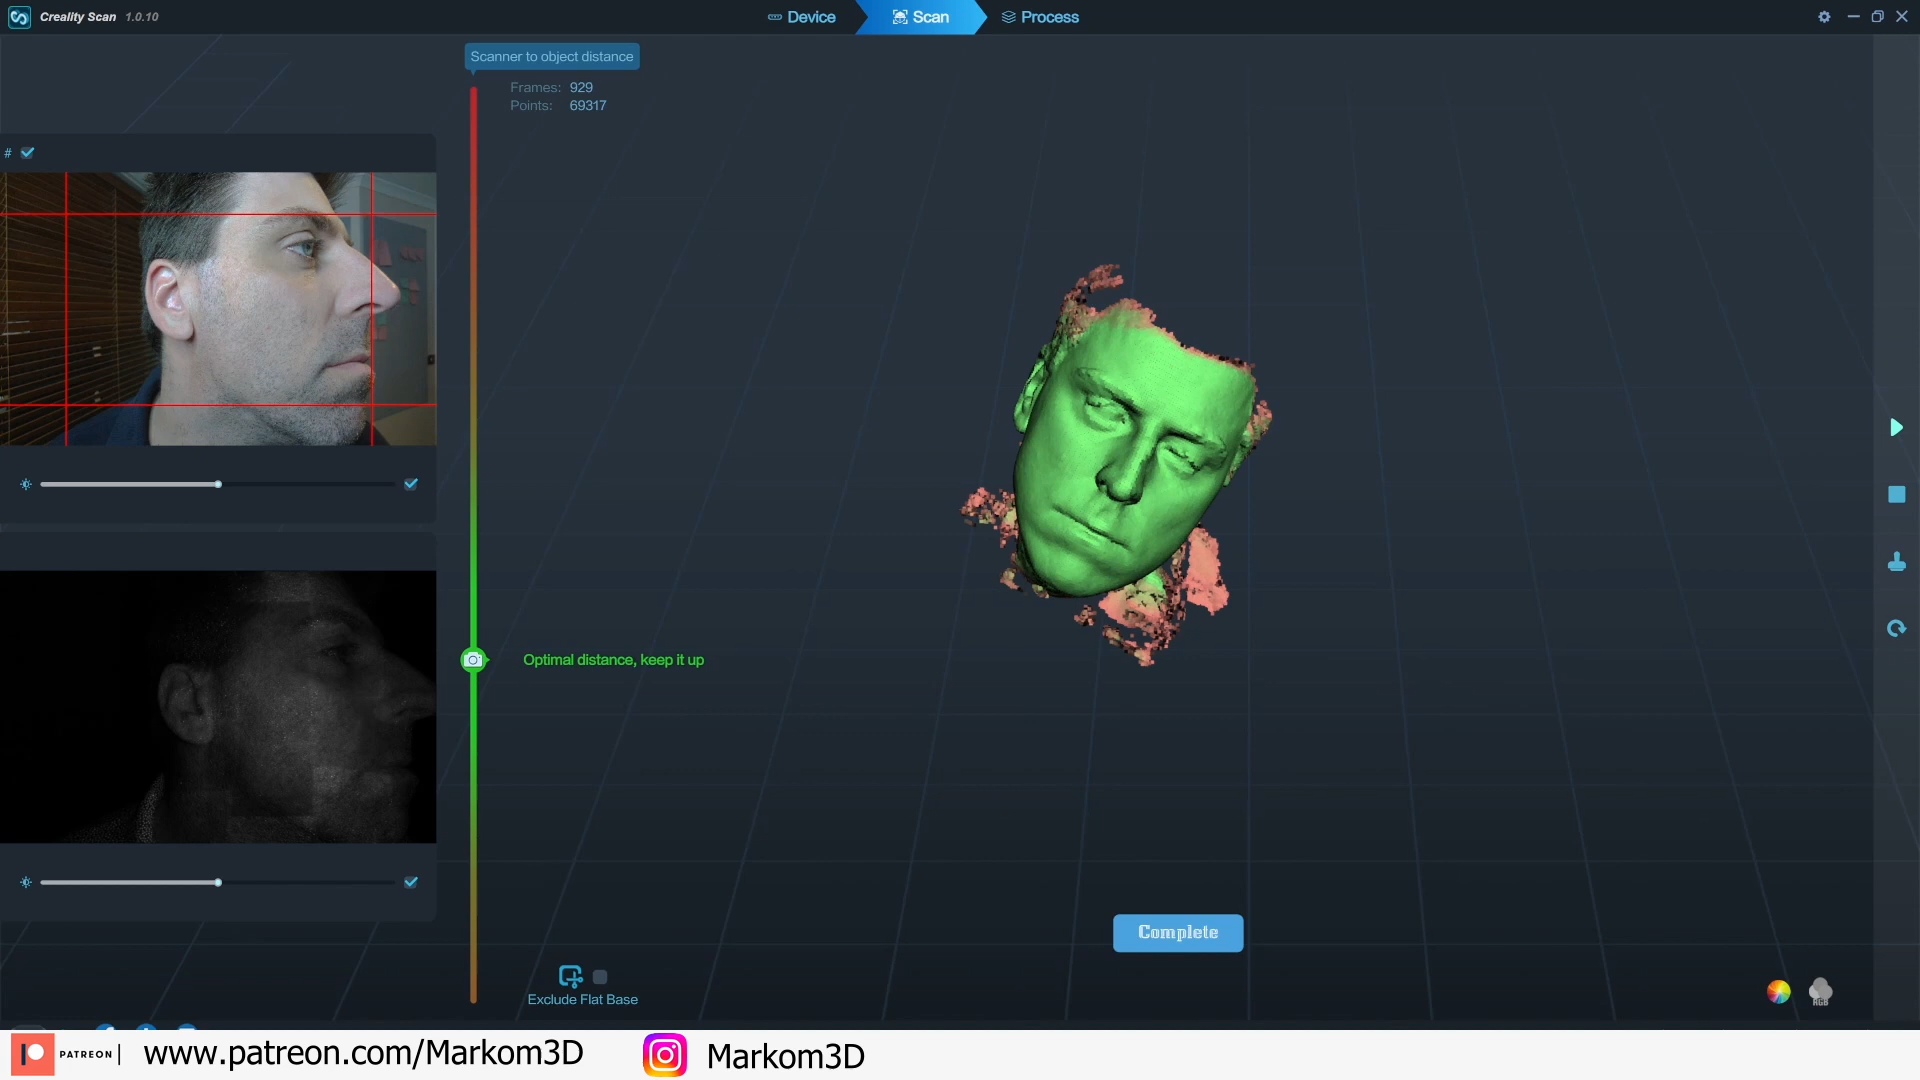 Creality Scan 1.0.10
Device
Scan
Process
Scanner to object distance
Frames: 929
Points: 69317
#
Optimal distance, keep it up
Complete
Exclude Flat Base
RGB
PATREON
www.patreon.com/Markom3D
Markom3D